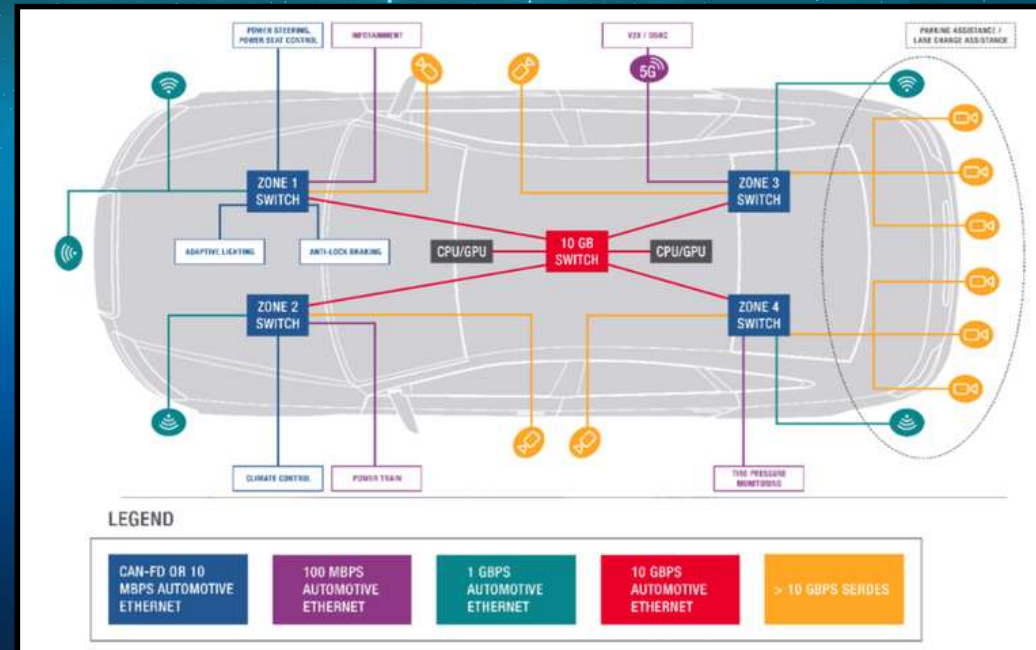 POWER STEERING,
POWER SEAT CONTROL
INFOTAINMENT
V2X / DSRC
PARKING ASSISTANCE /
LANE CHANGE ASSISTANCE
5G
ZONE 1
SWITCH
ZONE 3
SWITCH
ADAPTIVE LIGHTING
ANTI-LOCK BRAKING
CPU/GPU
10 GB
SWITCH
CPU/GPU
ZONE 2
SWITCH
ZONE 4
SWITCH
CLIMATE CONTROL
POWER TRAIN
TIRE PRESSURE
MONITORING
LEGEND
CAN-FD OR 10
MBPS AUTOMOTIVE
ETHERNET
100 MBPS
AUTOMOTIVE
ETHERNET
1 GBPS
AUTOMOTIVE
ETHERNET
10 GBPS
AUTOMOTIVE
ETHERNET
> 10 GBPS SERDES